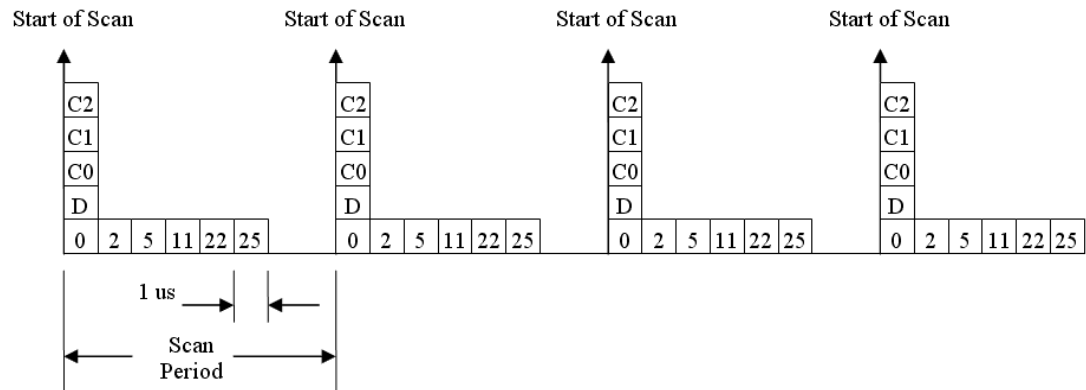 Start of Scan Start of Scan Start of Scan Start of Scan
C2 C2 C2 C2
C1 C1 C1 C1
C0 C0 C0 C0
D D D D
0 2 5 11 22 25 0 2 5 11 22 25 0 2 5 11 22 25 0 2 5 11 22 25
1 us
Scan
Period